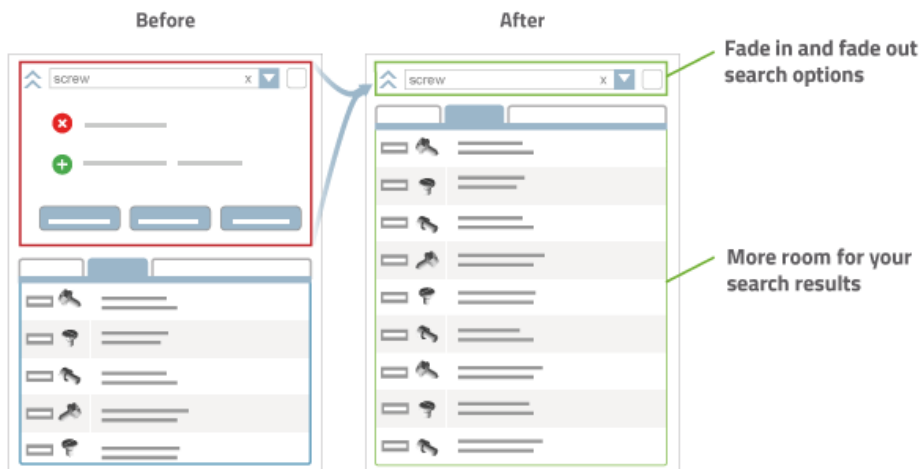 Before
After
screw x
screw x
Fade in and fade out
search options
More room for your
search results